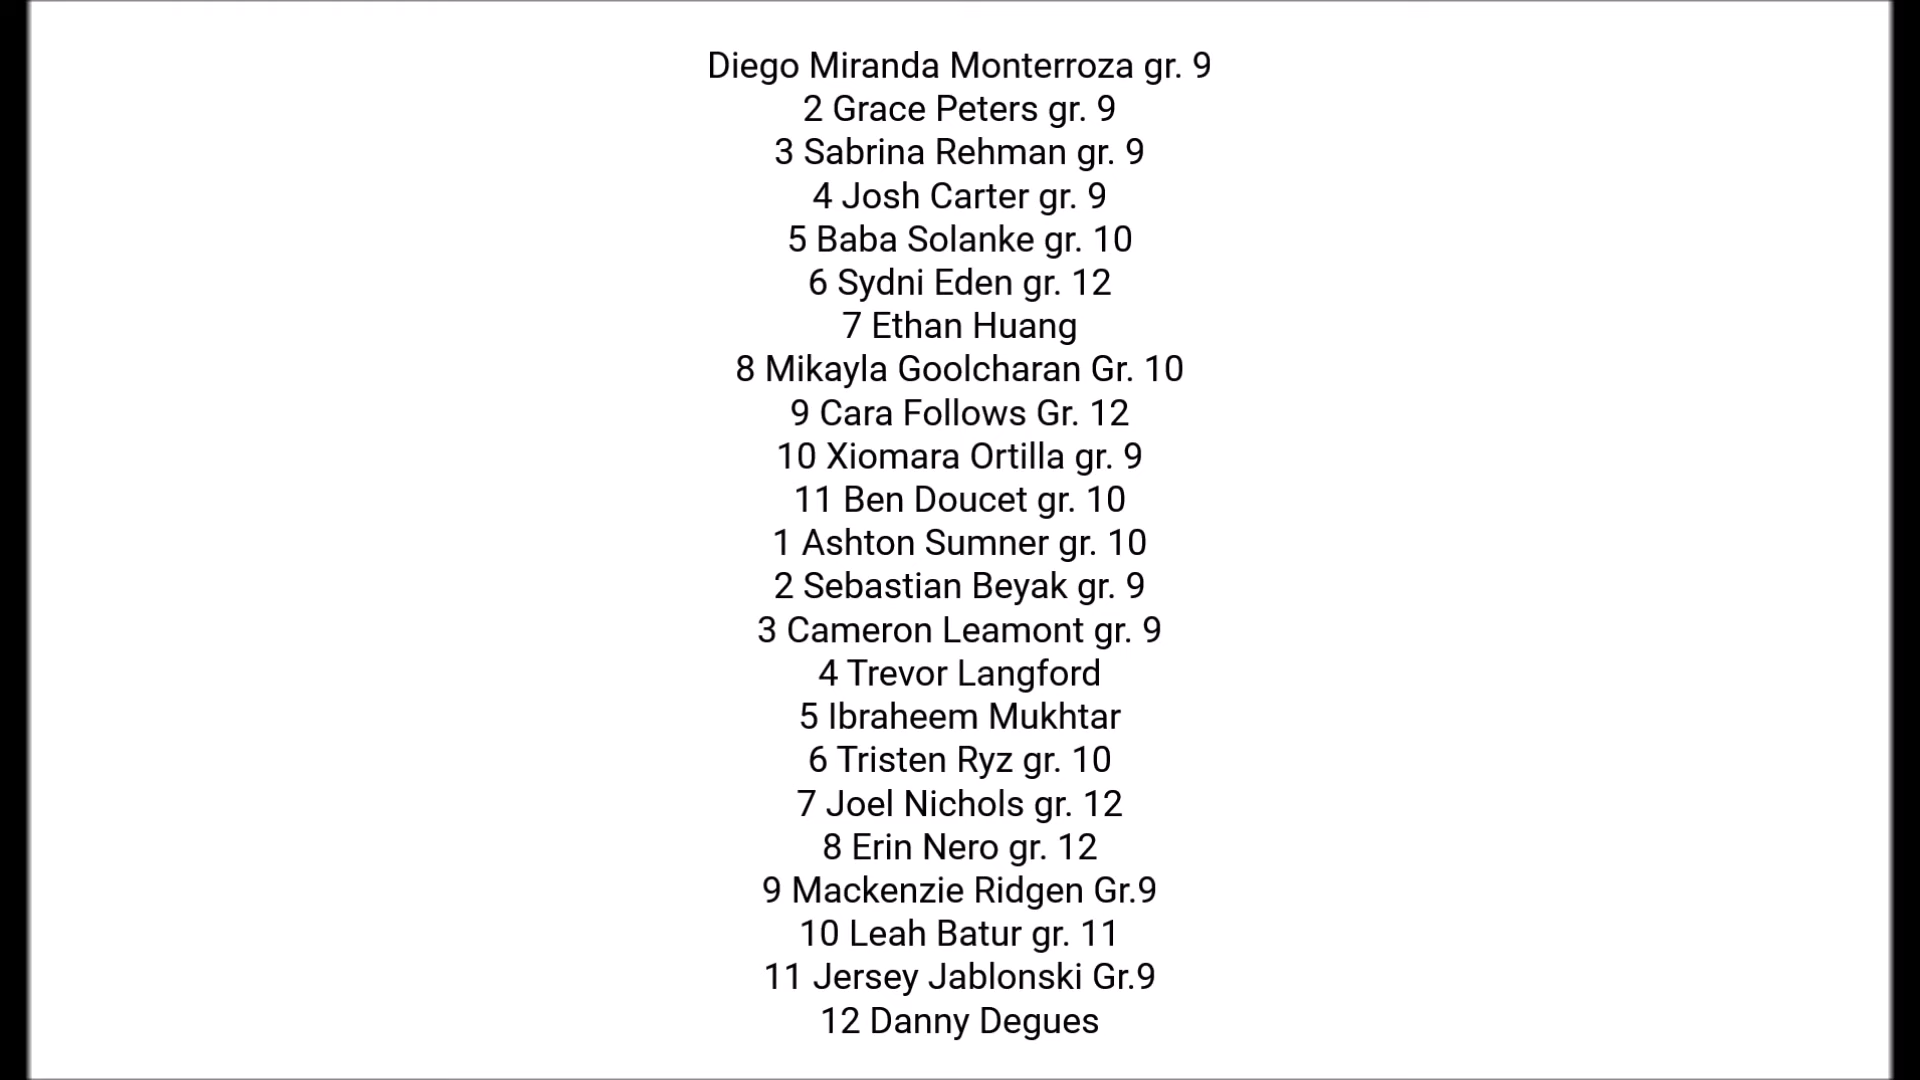 Diego Miranda Monterroza gr. 9
2 Grace Peters gr. 9
3 Sabrina Rehman gr. 9
4 Josh Carter gr. 9
5 Baba Solanke gr. 10
6 Sydni Eden gr. 12
7 Ethan Huang
8 Mikayla Goolcharan Gr. 10
9 Cara Follows Gr. 12
10 Xiomara Ortilla gr. 9
11 Ben Doucet gr. 10
1 Ashton Sumner gr. 10
2 Sebastian Beyak gr. 9
3 Cameron Leamont gr. 9
4 Trevor Langford
5 Ibraheem Mukhtar
6 Tristen Ryz gr. 10
7 Joel Nichols gr. 12
8 Erin Nero gr. 12
9 Mackenzie Ridgen Gr.9
10 Leah Batur gr. 11
11 Jersey Jablonski Gr.9
12 Danny Degues